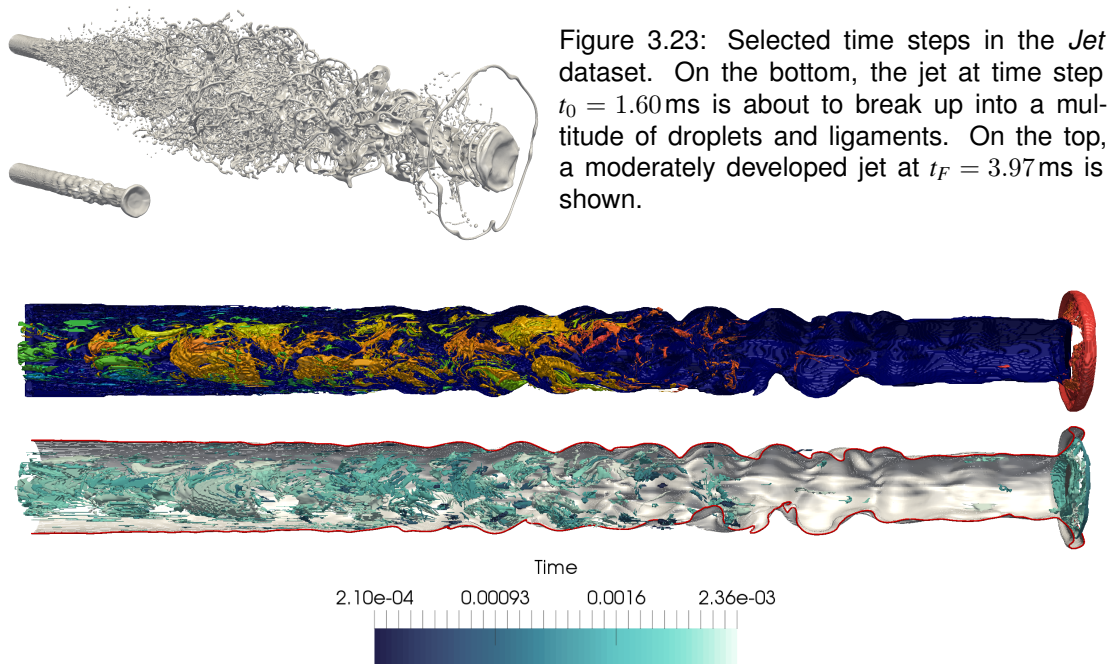 Figure 3.23: Selected time steps in the Jet
dataset. On the bottom, the jet at time step
t₀ = 1.60 ms is about to break up into a mul-
titude of droplets and ligaments. On the top,
a moderately developed jet at t_F = 3.97 ms is
shown.
Time
2.10e-04 0.00093 0.0016 2.36e-03